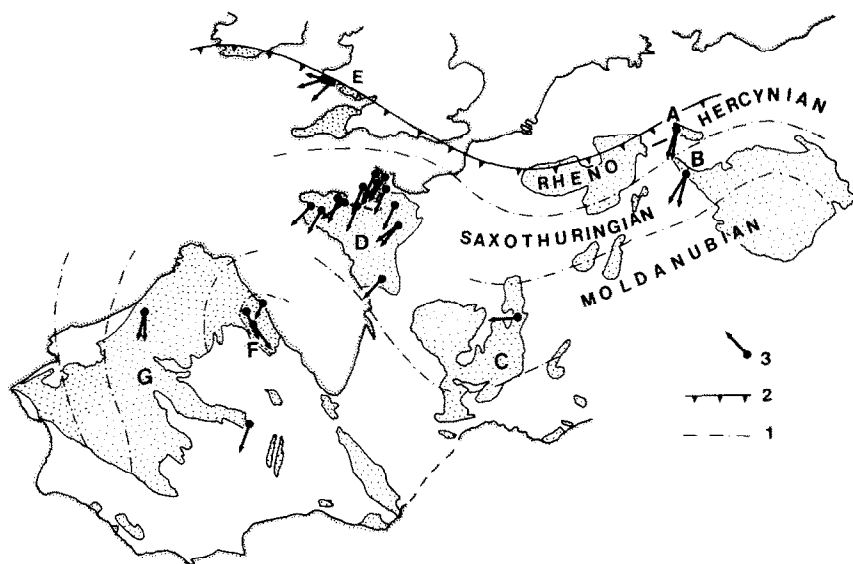 E
A
HERCYNIAN
B
RHENO
D
SAXOTHURINGIAN
MOLDANUBIAN
F
G
C
3
2
1